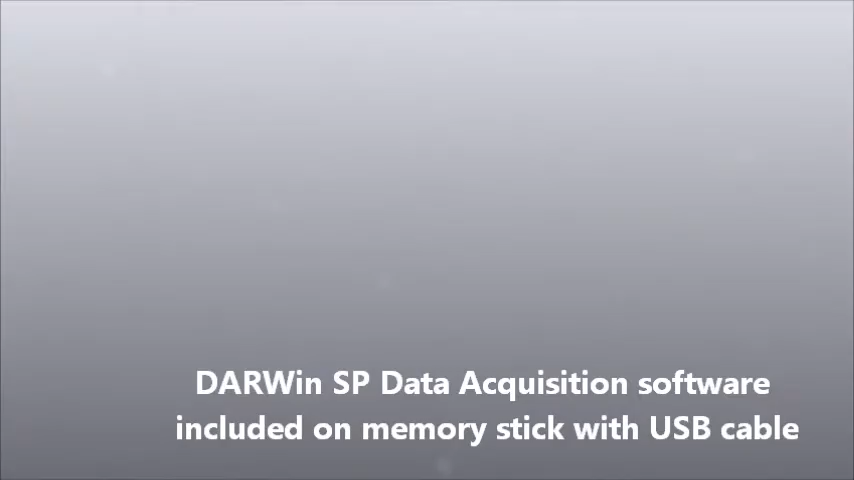 DARWin SP Data Acquisition software
included on memory stick with USB cable